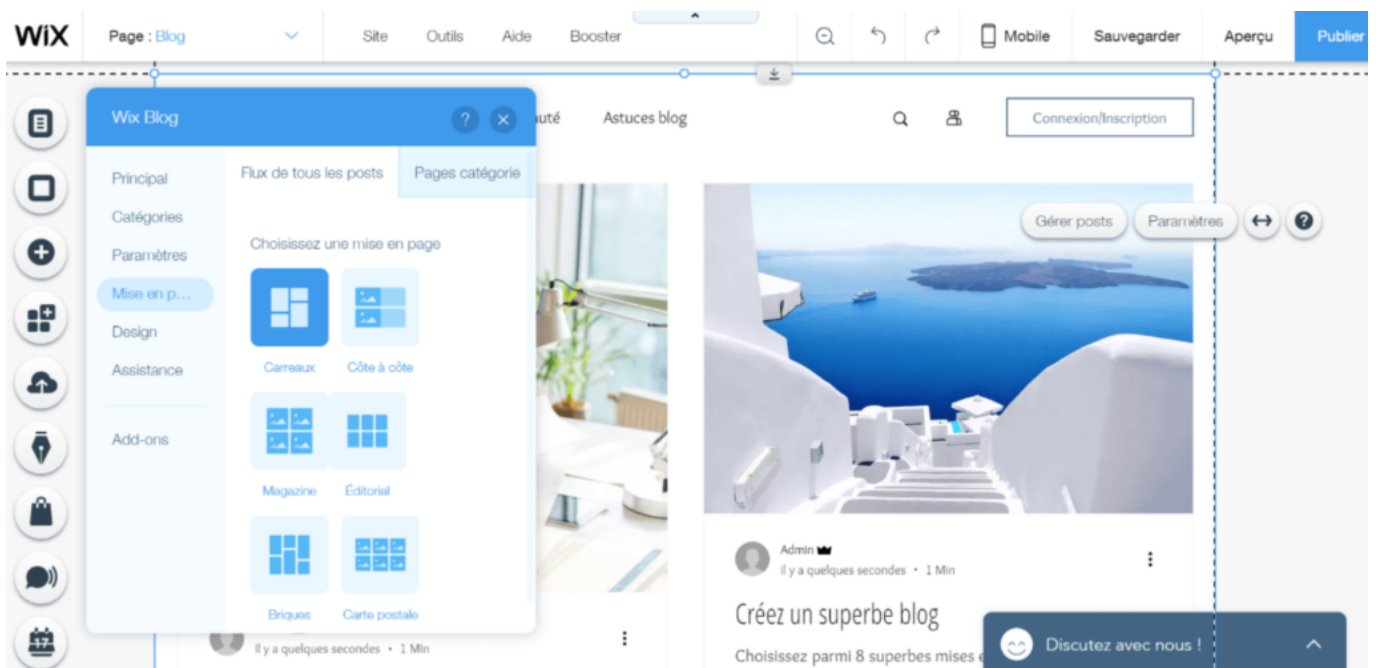 WiX
Page : Blog
Site
Outils
Aide
Booster
Mobile
Sauvegarder
Aperçu
Publier
Wix Blog
?
Astuces blog
Connexion/Inscription
Principal
Catégories
Paramètres
Mise en p...
Design
Assistance
Add-ons
Flux de tous les posts
Pages catégorie
Choisissez une mise en page
Carreaux
Côte à côte
Magazine
Éditorial
Briques
Carte postale
Gérer posts
Paramètres
?
Admin
il y a quelques secondes • 1 Min
Créez un superbe blog
Choisissez parmi 8 superbes mises
il y a quelques secondes • 1 Min
Discutez avec nous !
17